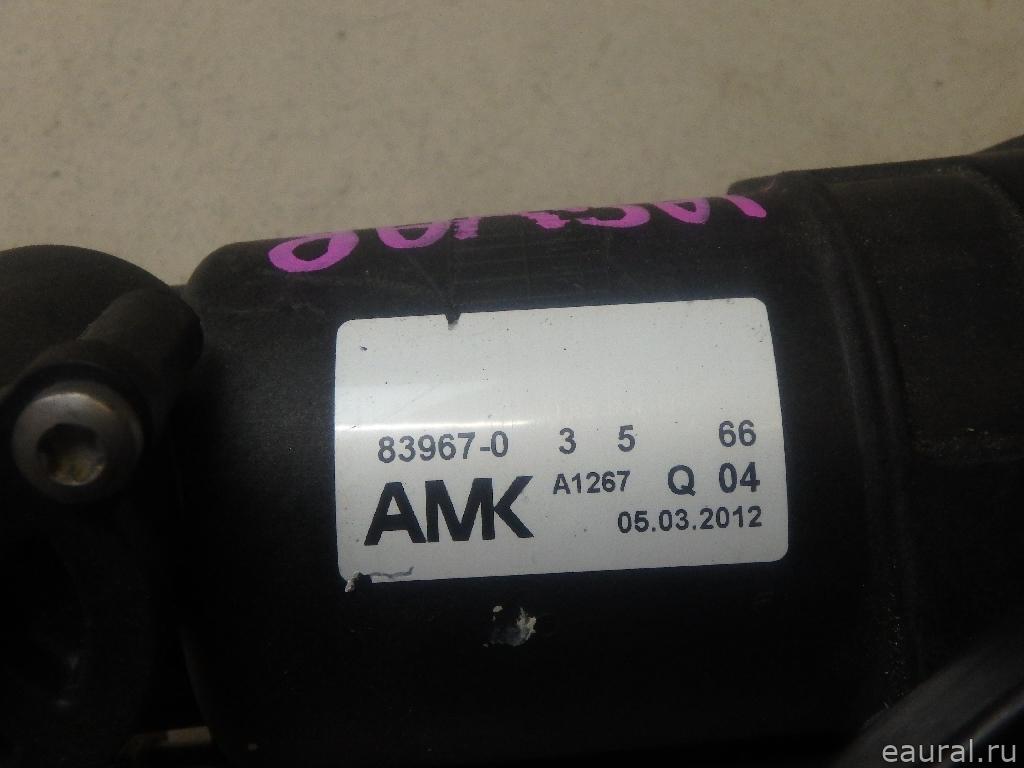 83967-0 3 5 66
AMK A1267 Q 04
05.03.2012
eaural.ru